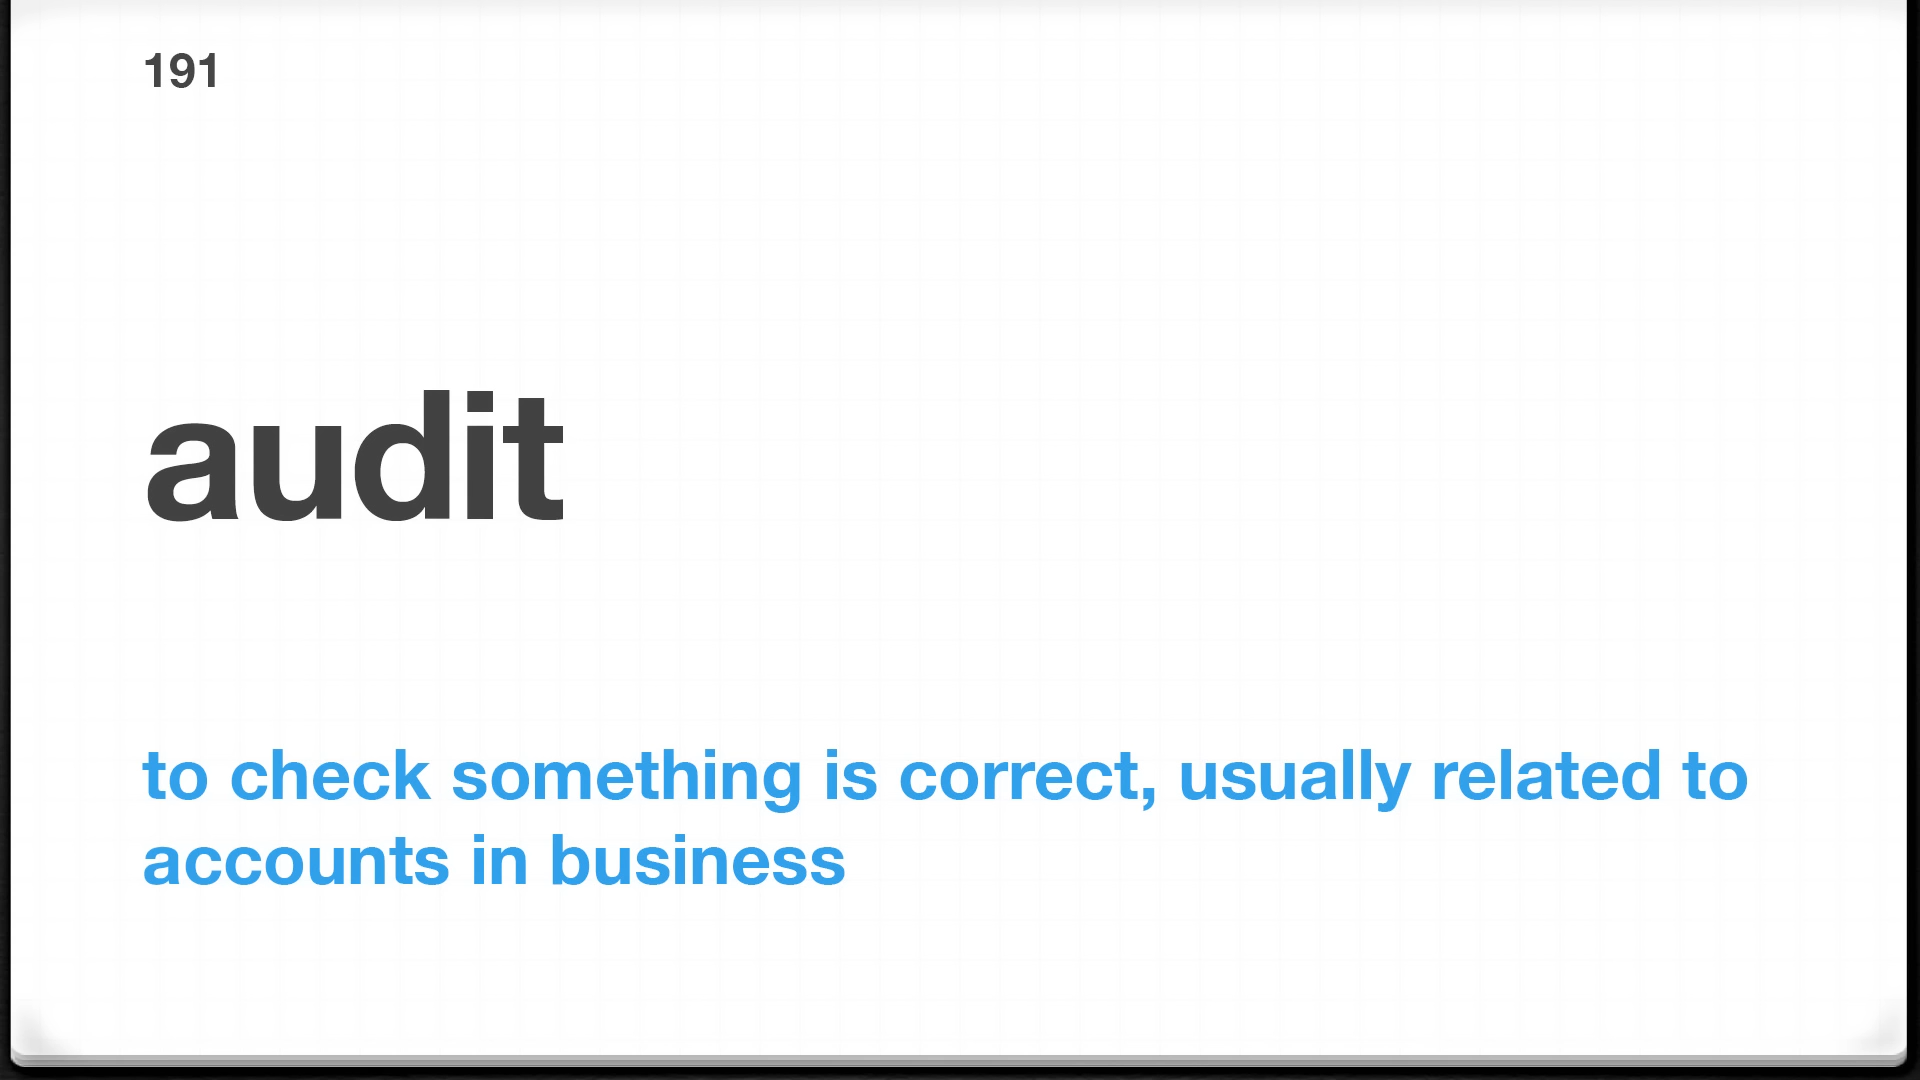 191
audit
to check something is correct, usually related to
accounts in business